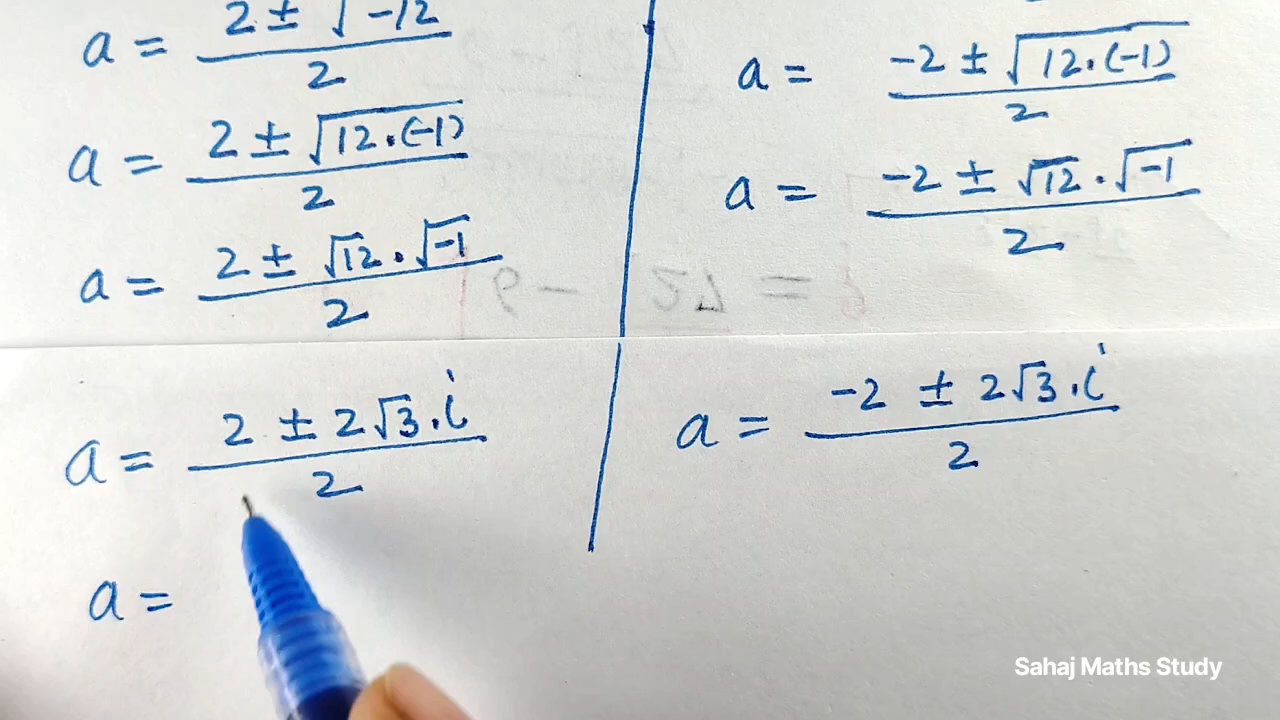 a = (2 ± √-12)/2
a = (2 ± √(12·(-1)))/2
a = (2 ± √12 · √-1)/2
a = (2 ± 2√3 · i)/2
a =
a = (-2 ± √(12·(-1)))/2
a = (-2 ± √12 · √-1)/2
a = (-2 ± 2√3 · i)/2
Sahaj Maths Study